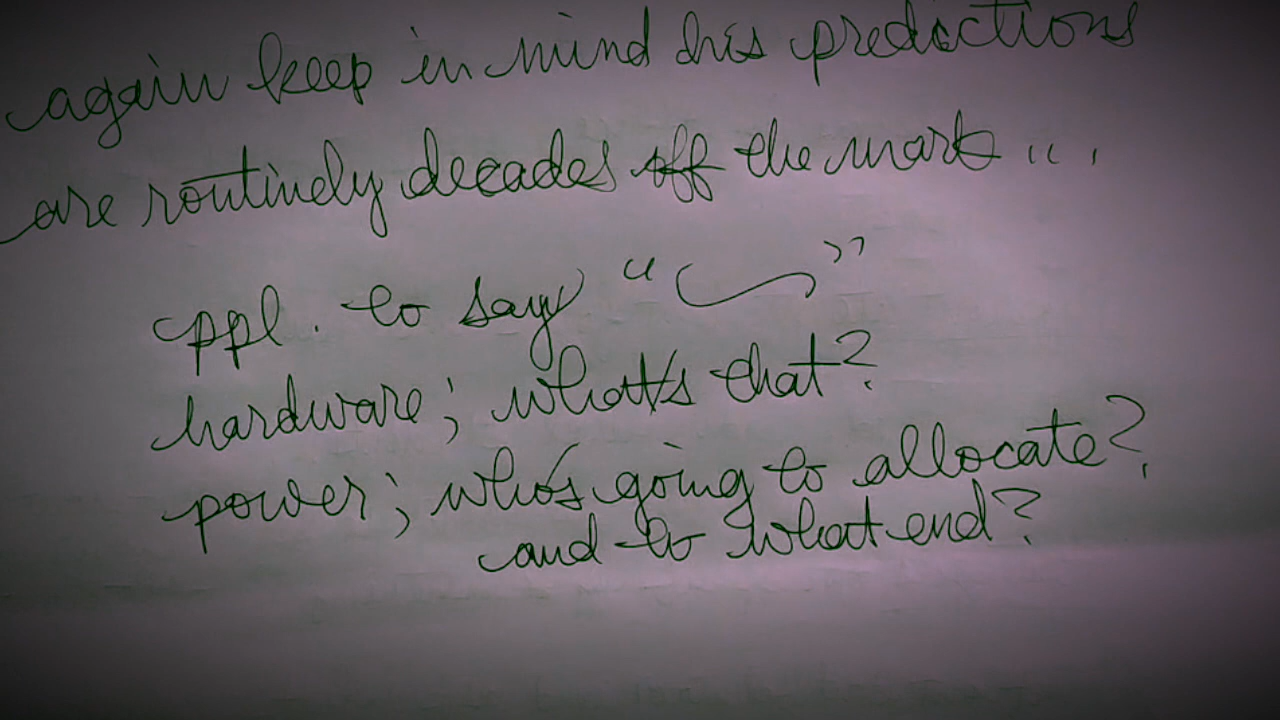 again keep in mind his predictions
are routinely decades off the mark ...
ppl. to say " "
hardware; what's that?
power; who's going to allocate?
and to what end?